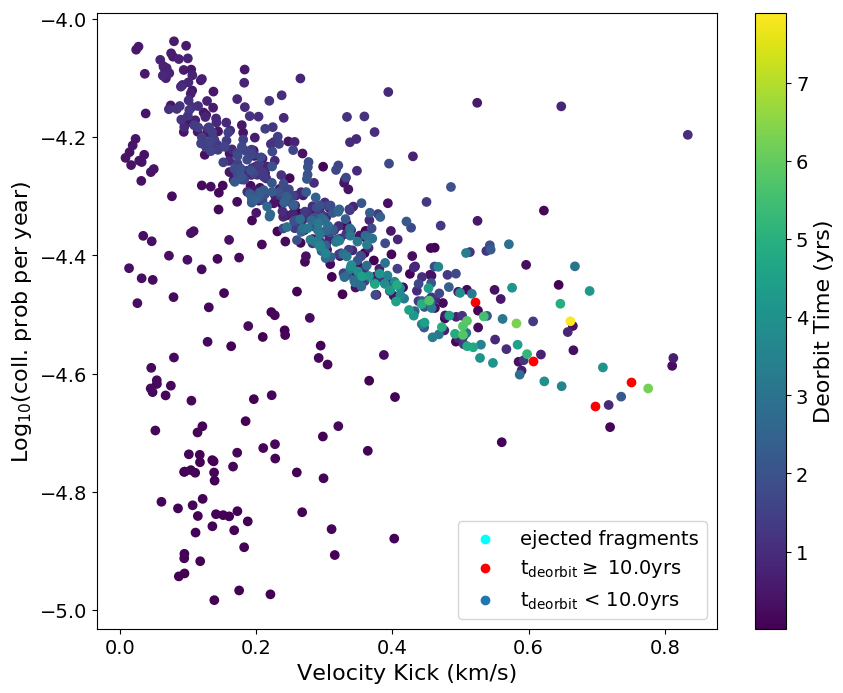 −4.0
−4.2
−4.4
−4.6
−4.8
−5.0
Log10(coll. prob per year)
0.0 0.2 0.4 0.6 0.8
Velocity Kick (km/s)
ejected fragments
tdeorbit ≥ 10.0yrs
tdeorbit < 10.0yrs
7
6
5
4
3
2
1
Deorbit Time (yrs)